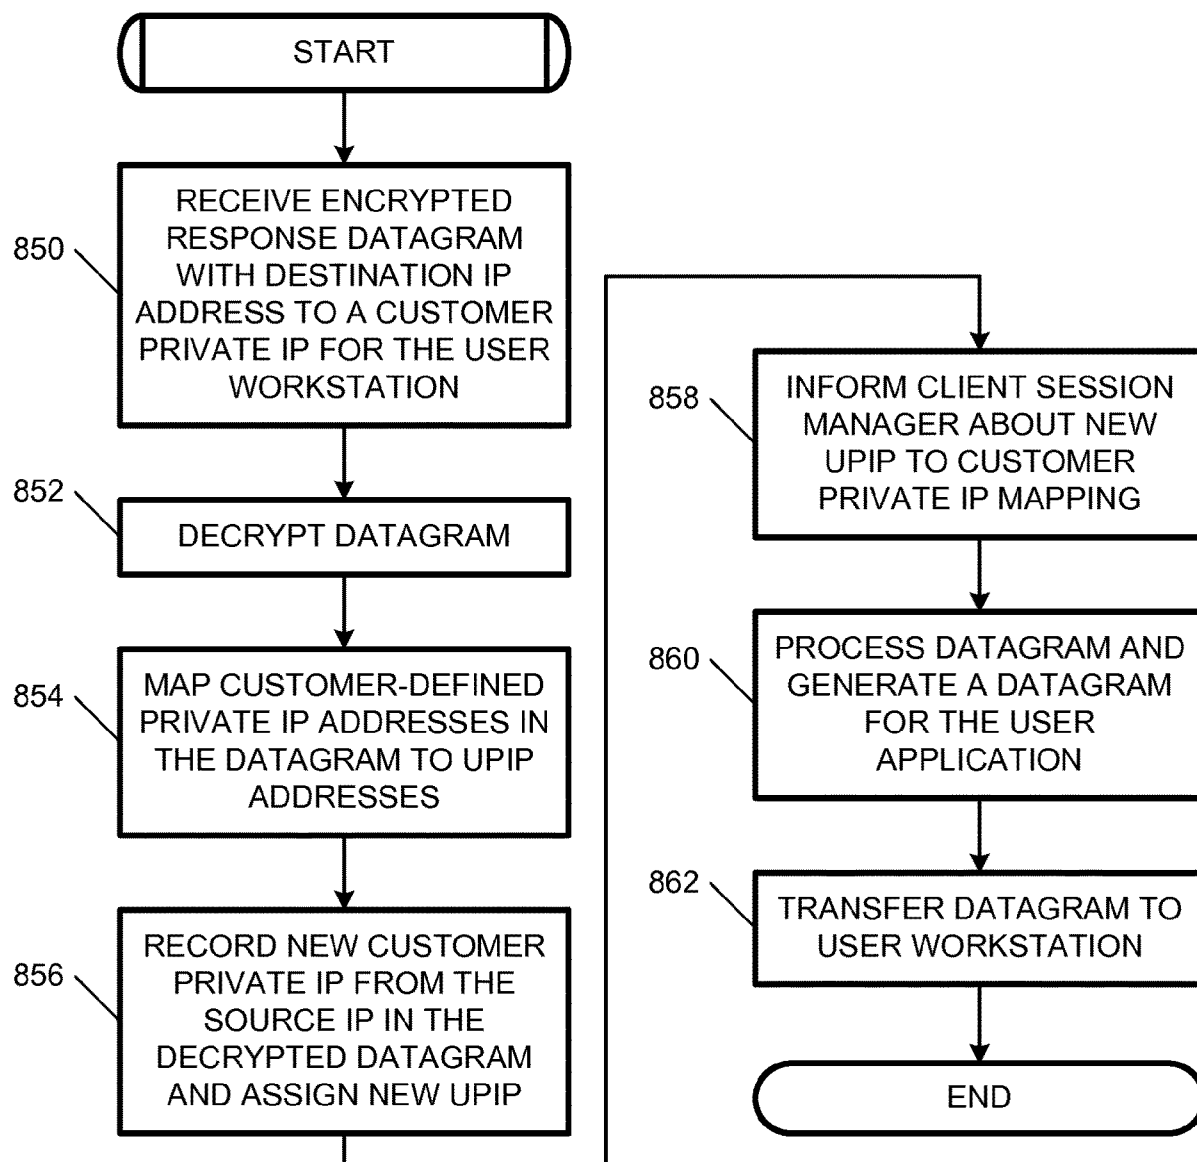 START
850
RECEIVE ENCRYPTED
RESPONSE DATAGRAM
WITH DESTINATION IP
ADDRESS TO A CUSTOMER
PRIVATE IP FOR THE USER
WORKSTATION
852
DECRYPT DATAGRAM
854
MAP CUSTOMER-DEFINED
PRIVATE IP ADDRESSES IN
THE DATAGRAM TO UPIP
ADDRESSES
856
RECORD NEW CUSTOMER
PRIVATE IP FROM THE
SOURCE IP IN THE
DECRYPTED DATAGRAM
AND ASSIGN NEW UPIP
858
INFORM CLIENT SESSION
MANAGER ABOUT NEW
UPIP TO CUSTOMER
PRIVATE IP MAPPING
860
PROCESS DATAGRAM AND
GENERATE A DATAGRAM
FOR THE USER
APPLICATION
862
TRANSFER DATAGRAM TO
USER WORKSTATION
END